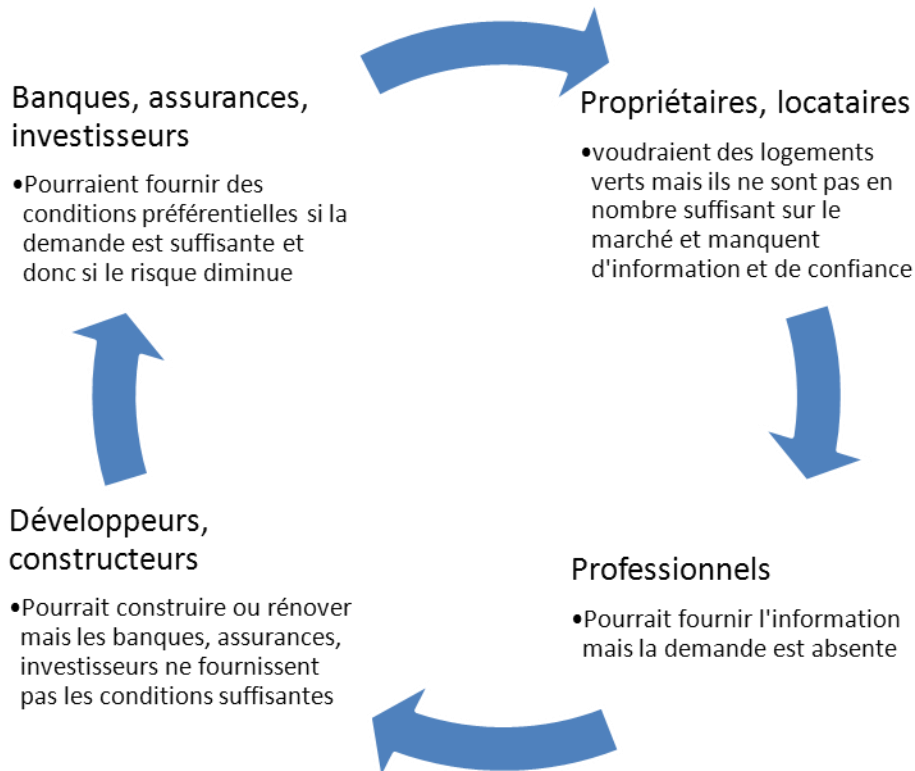 Banques, assurances,
investisseurs
•Pourraient fournir des
conditions préférentielles si la
demande est suffisante et
donc si le risque diminue
Propriétaires, locataires
•voudraient des logements
verts mais ils ne sont pas en
nombre suffisant sur le
marché et manquent
d'information et de confiance
Professionnels
•Pourrait fournir l'information
mais la demande est absente
Développeurs,
constructeurs
•Pourrait construire ou rénover
mais les banques, assurances,
investisseurs ne fournissent
pas les conditions suffisantes